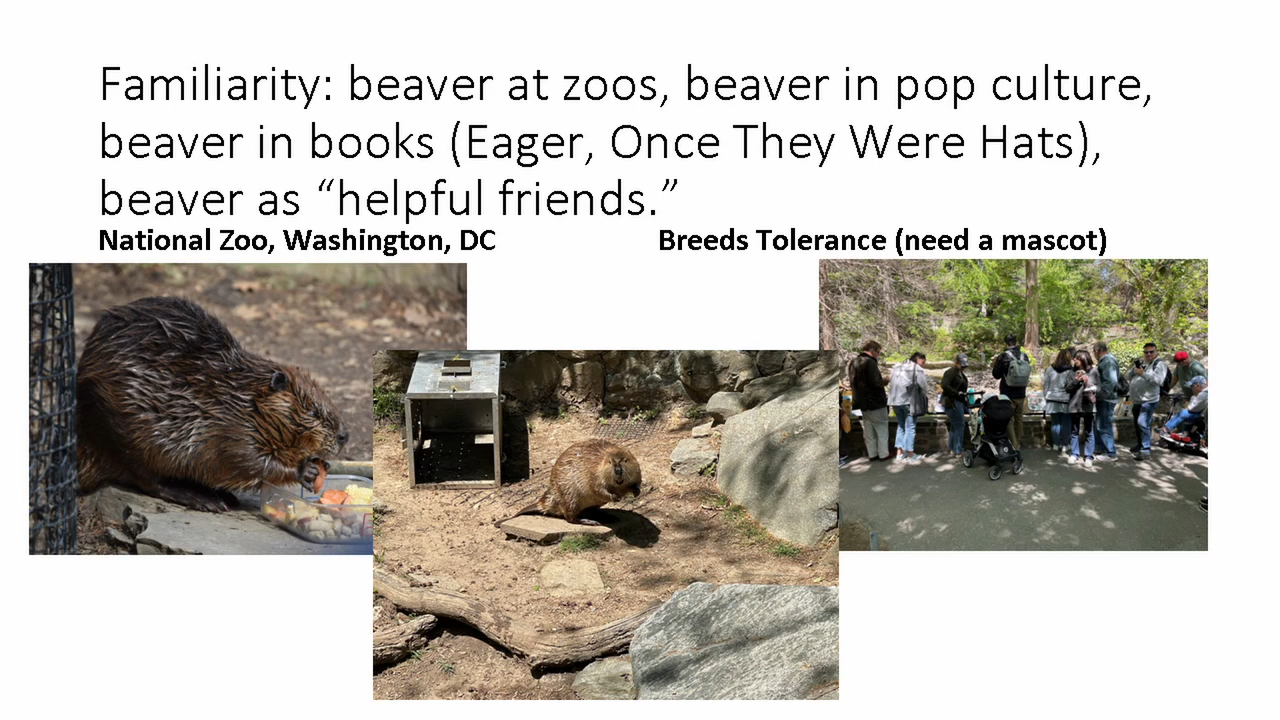 Familiarity: beaver at zoos, beaver in pop culture,
beaver in books (Eager, Once They Were Hats),
beaver as “helpful friends.”
National Zoo, Washington, DC
Breeds Tolerance (need a mascot)